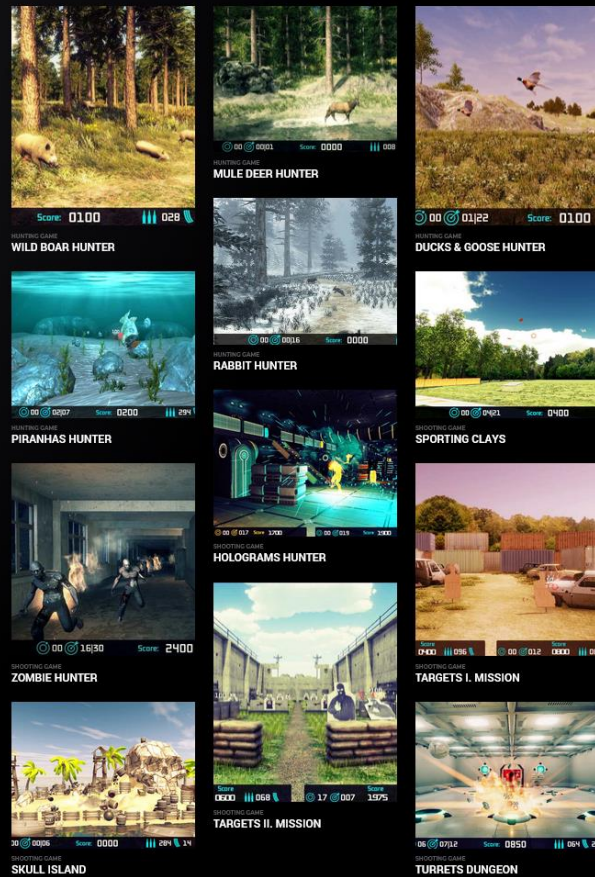 Score: 0100 028
HUNTING GAME
WILD BOAR HUNTER
00 02|07 Score: 0200 294
HUNTING GAME
PIRANHAS HUNTER
00 16|30 Score: 2400
SHOOTING GAME
ZOMBIE HUNTER
00 00|06 Score: 0000 284 14
SHOOTING GAME
SKULL ISLAND
00 00|01 Score: 0000 008
HUNTING GAME
MULE DEER HUNTER
00 00|16 Score: 0000
HUNTING GAME
RABBIT HUNTER
00 017 Score 1700 00 019 Score 1900
SHOOTING GAME
HOLOGRAMS HUNTER
Score Score
0600 068 17 007 1975
SHOOTING GAME
TARGETS II. MISSION
00 01|22 Score: 0100
HUNTING GAME
DUCKS & GOOSE HUNTER
00 04|21 Score: 0400
SHOOTING GAME
SPORTING CLAYS
Score Score
0400 096 00 012 0800
SHOOTING GAME
TARGETS I. MISSION
06 07|12 Score: 0850 064
SHOOTING GAME
TURRETS DUNGEON